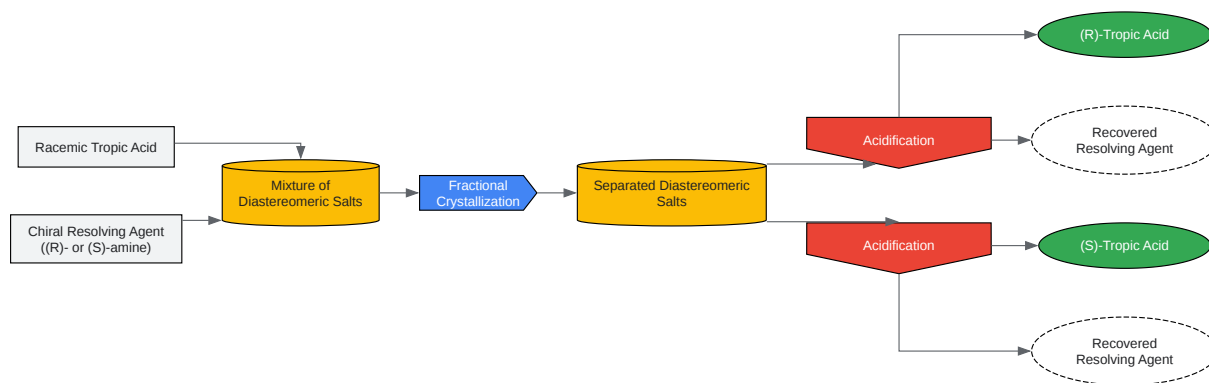 Racemic Tropic Acid
Chiral Resolving Agent
((R)- or (S)-amine)
Mixture of
Diastereomeric Salts
Fractional
Crystallization
Separated Diastereomeric
Salts
Acidification
(R)-Tropic Acid
Recovered
Resolving Agent
Acidification
(S)-Tropic Acid
Recovered
Resolving Agent